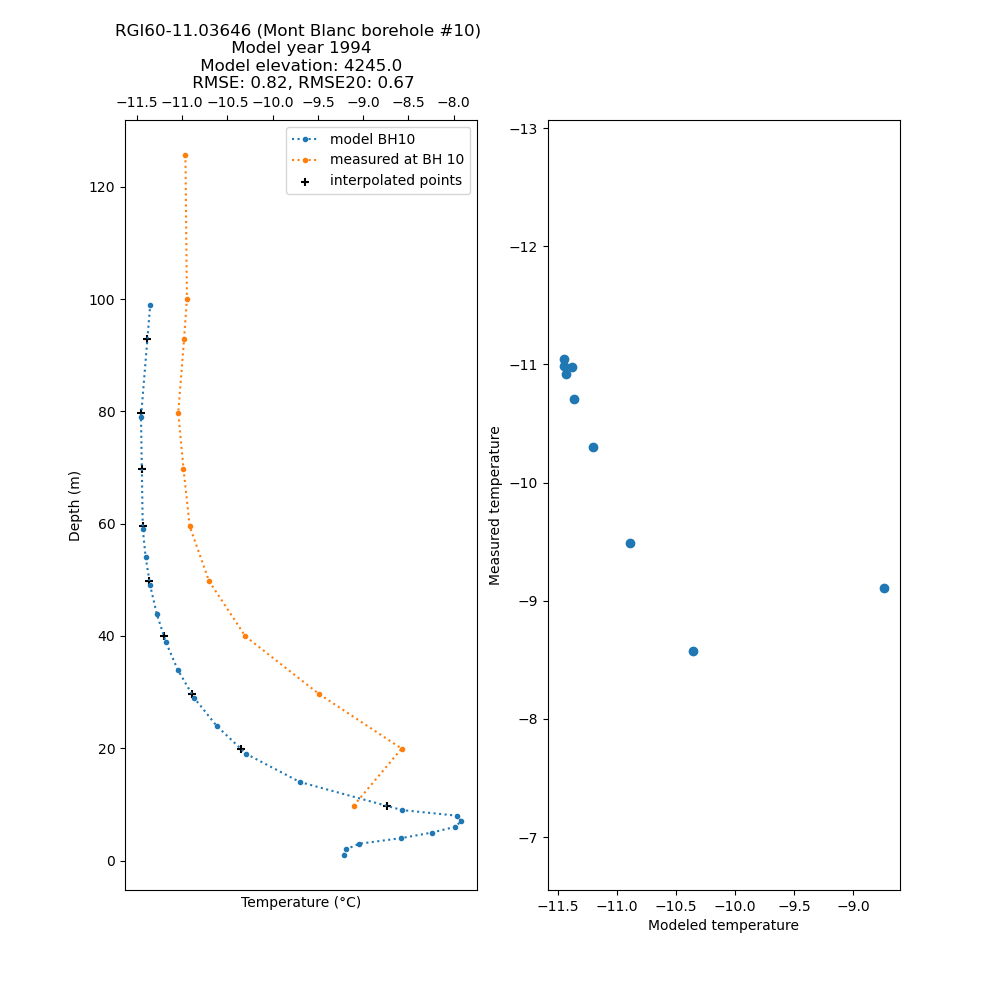 RGI60-11.03646 (Mont Blanc borehole #10)
Model year 1994
Model elevation: 4245.0
RMSE: 0.82, RMSE20: 0.67
−11.5 −11.0 −10.5 −10.0 −9.5 −9.0 −8.5 −8.0
model BH10
measured at BH 10
interpolated points
120
100
80
60
40
20
0
Depth (m)
Temperature (°C)
−13
−12
−11
−10
−9
−8
−7
Measured temperature
−11.5 −11.0 −10.5 −10.0 −9.5 −9.0
Modeled temperature